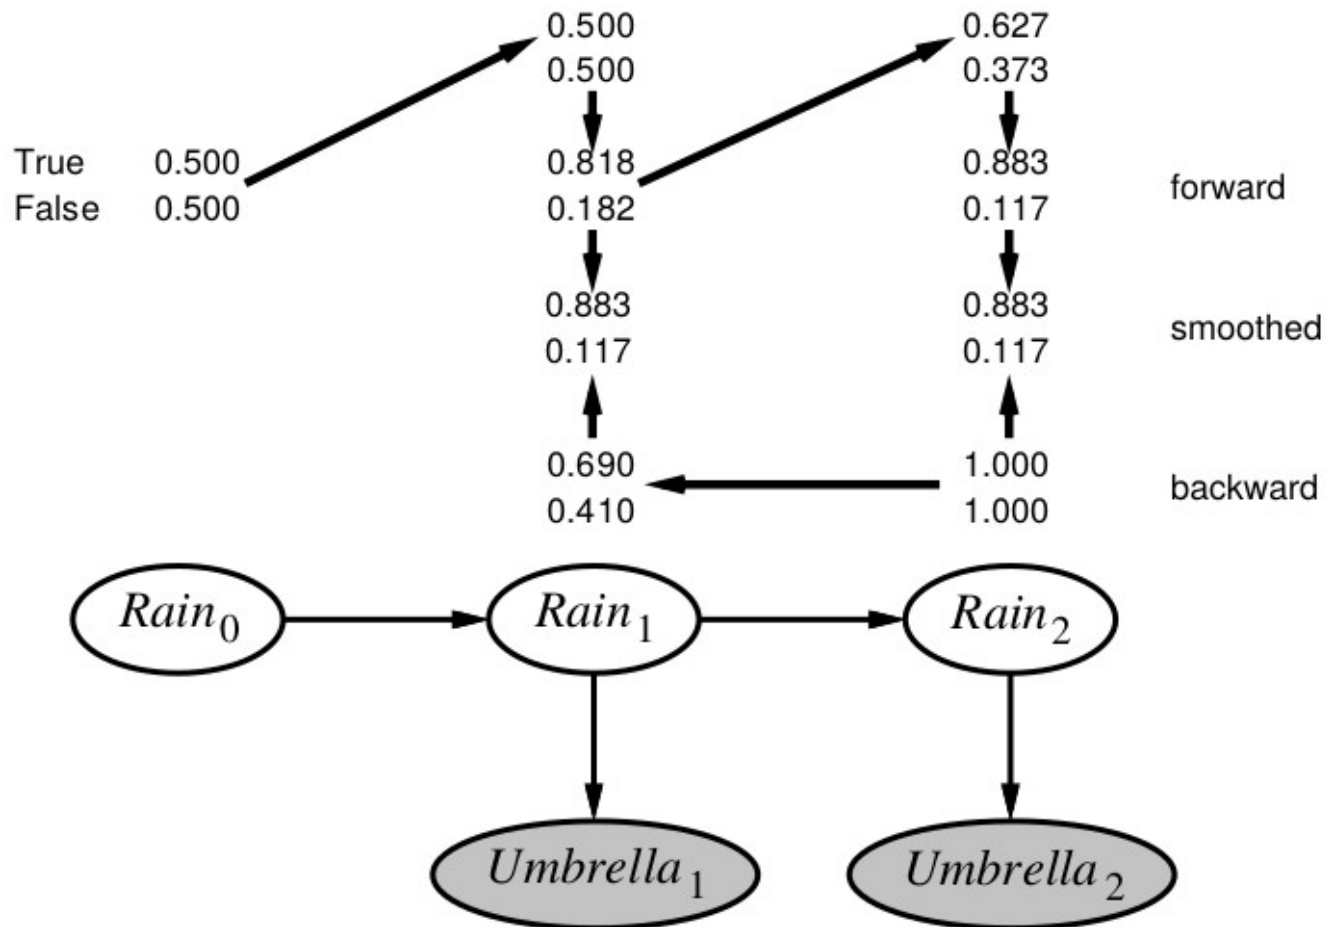 0.500 0.627
0.500 0.373
True 0.500 0.818 0.883
False 0.500 0.182 0.117
forward
0.883 0.883
0.117 0.117
smoothed
0.690 1.000
0.410 1.000
backward
Rain0 Rain1 Rain2
Umbrella1 Umbrella2